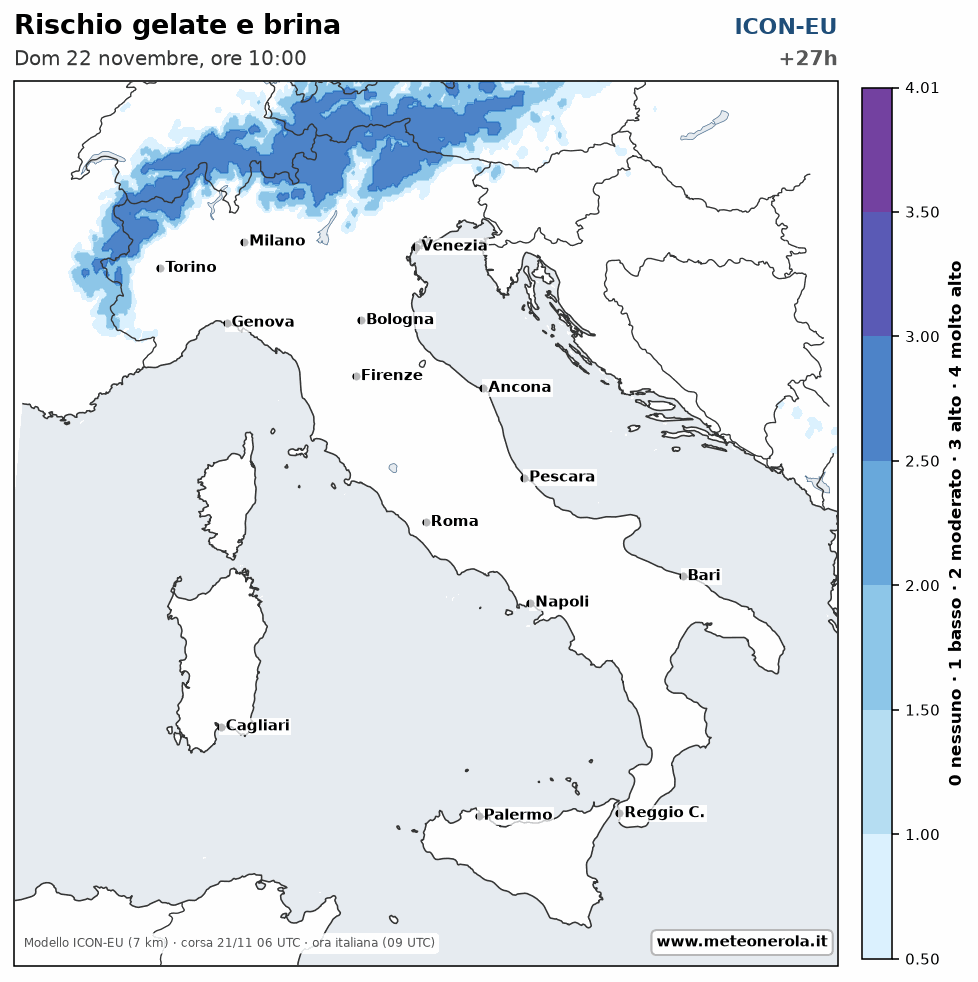 Rischio gelate e brina
ICON-EU
Dom 22 novembre, ore 10:00
+27h
4.01
3.50
3.00
2.50
2.00
1.50
1.00
0.50
0 nessuno · 1 basso · 2 moderato · 3 alto · 4 molto alto
Milano
Venezia
Torino
Genova
Bologna
Firenze
Ancona
Pescara
Roma
Bari
Napoli
Cagliari
Palermo
Reggio C.
Modello ICON-EU (7 km) · corsa 21/11 06 UTC · ora italiana (09 UTC)
www.meteonerola.it